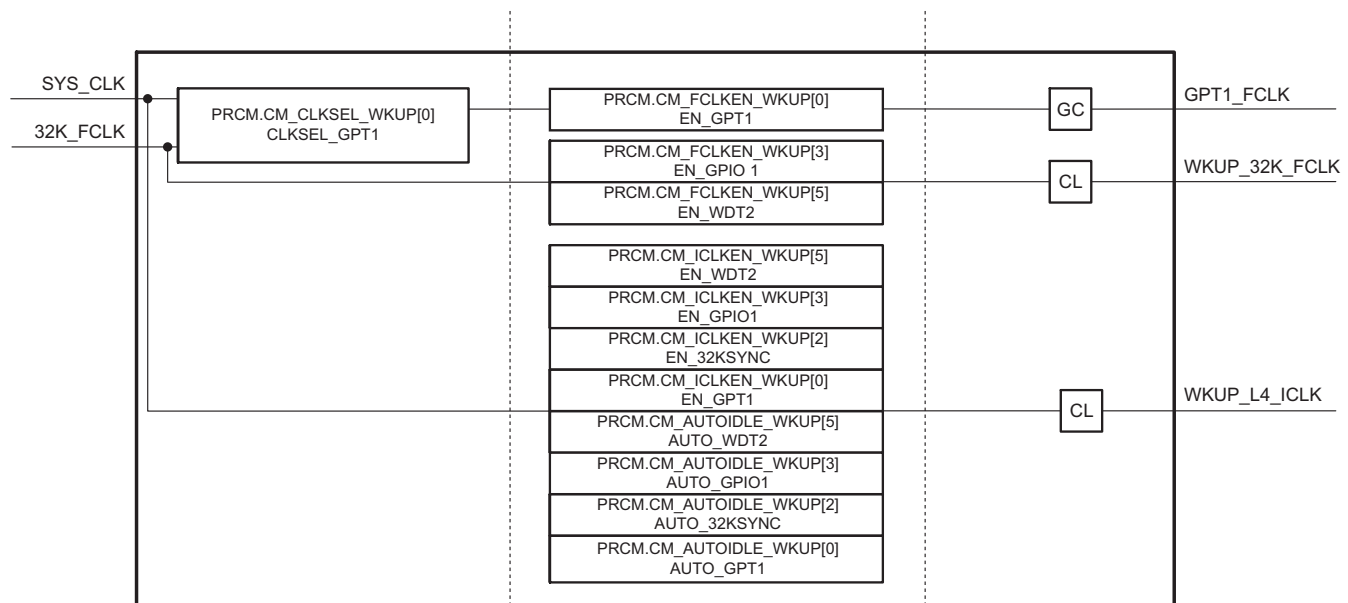 SYS_CLK
32K_FCLK
PRCM.CM_CLKSEL_WKUP[0]
CLKSEL_GPT1
PRCM.CM_FCLKEN_WKUP[0]
EN_GPT1
GC
GPT1_FCLK
PRCM.CM_FCLKEN_WKUP[3]
EN_GPIO 1
PRCM.CM_FCLKEN_WKUP[5]
EN_WDT2
CL
WKUP_32K_FCLK
PRCM.CM_ICLKEN_WKUP[5]
EN_WDT2
PRCM.CM_ICLKEN_WKUP[3]
EN_GPIO1
PRCM.CM_ICLKEN_WKUP[2]
EN_32KSYNC
PRCM.CM_ICLKEN_WKUP[0]
EN_GPT1
PRCM.CM_AUTOIDLE_WKUP[5]
AUTO_WDT2
PRCM.CM_AUTOIDLE_WKUP[3]
AUTO_GPIO1
PRCM.CM_AUTOIDLE_WKUP[2]
AUTO_32KSYNC
PRCM.CM_AUTOIDLE_WKUP[0]
AUTO_GPT1
CL
WKUP_L4_ICLK